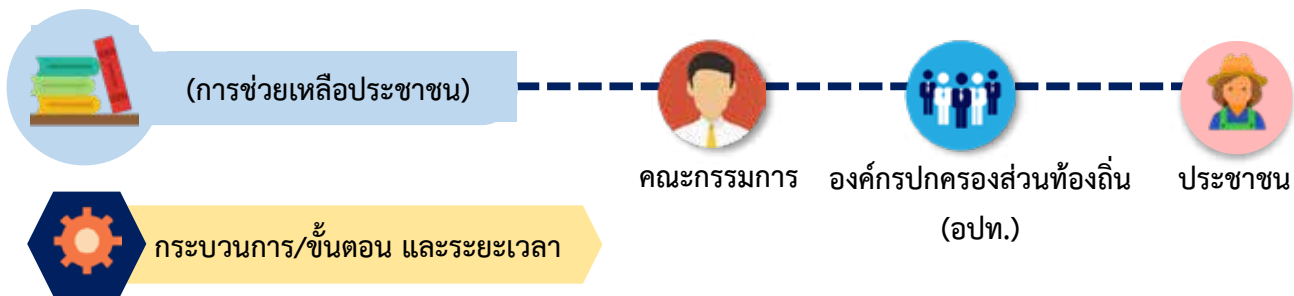 (การช่วยเหลือประชาชน)
คณะกรรมการ
องค์กรปกครองส่วนท้องถิ่น
(อปท.)
ประชาชน
กระบวนการ/ขั้นตอน และระยะเวลา